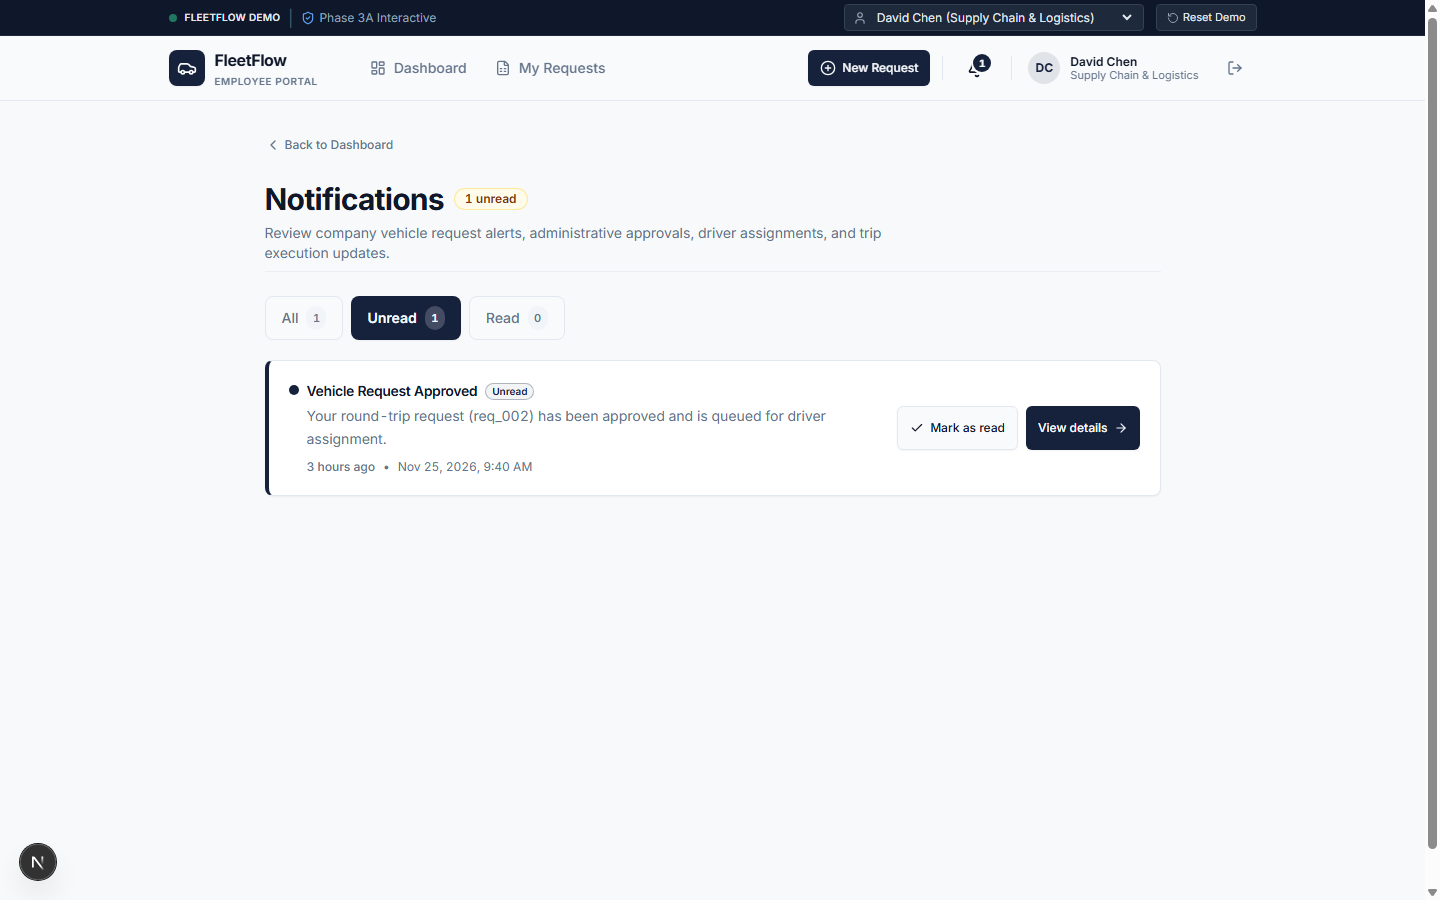 FLEETFLOW DEMO
Phase 3A Interactive
David Chen (Supply Chain & Logistics)
Reset Demo
FleetFlow
EMPLOYEE PORTAL
Dashboard
My Requests
New Request
1
DC
David Chen
Supply Chain & Logistics
Back to Dashboard
Notifications
1 unread
Review company vehicle request alerts, administrative approvals, driver assignments, and trip
execution updates.
All 1
Unread 1
Read 0
Vehicle Request Approved
Unread
Your round-trip request (req_002) has been approved and is queued for driver
assignment.
3 hours ago • Nov 25, 2026, 9:40 AM
Mark as read
View details
N